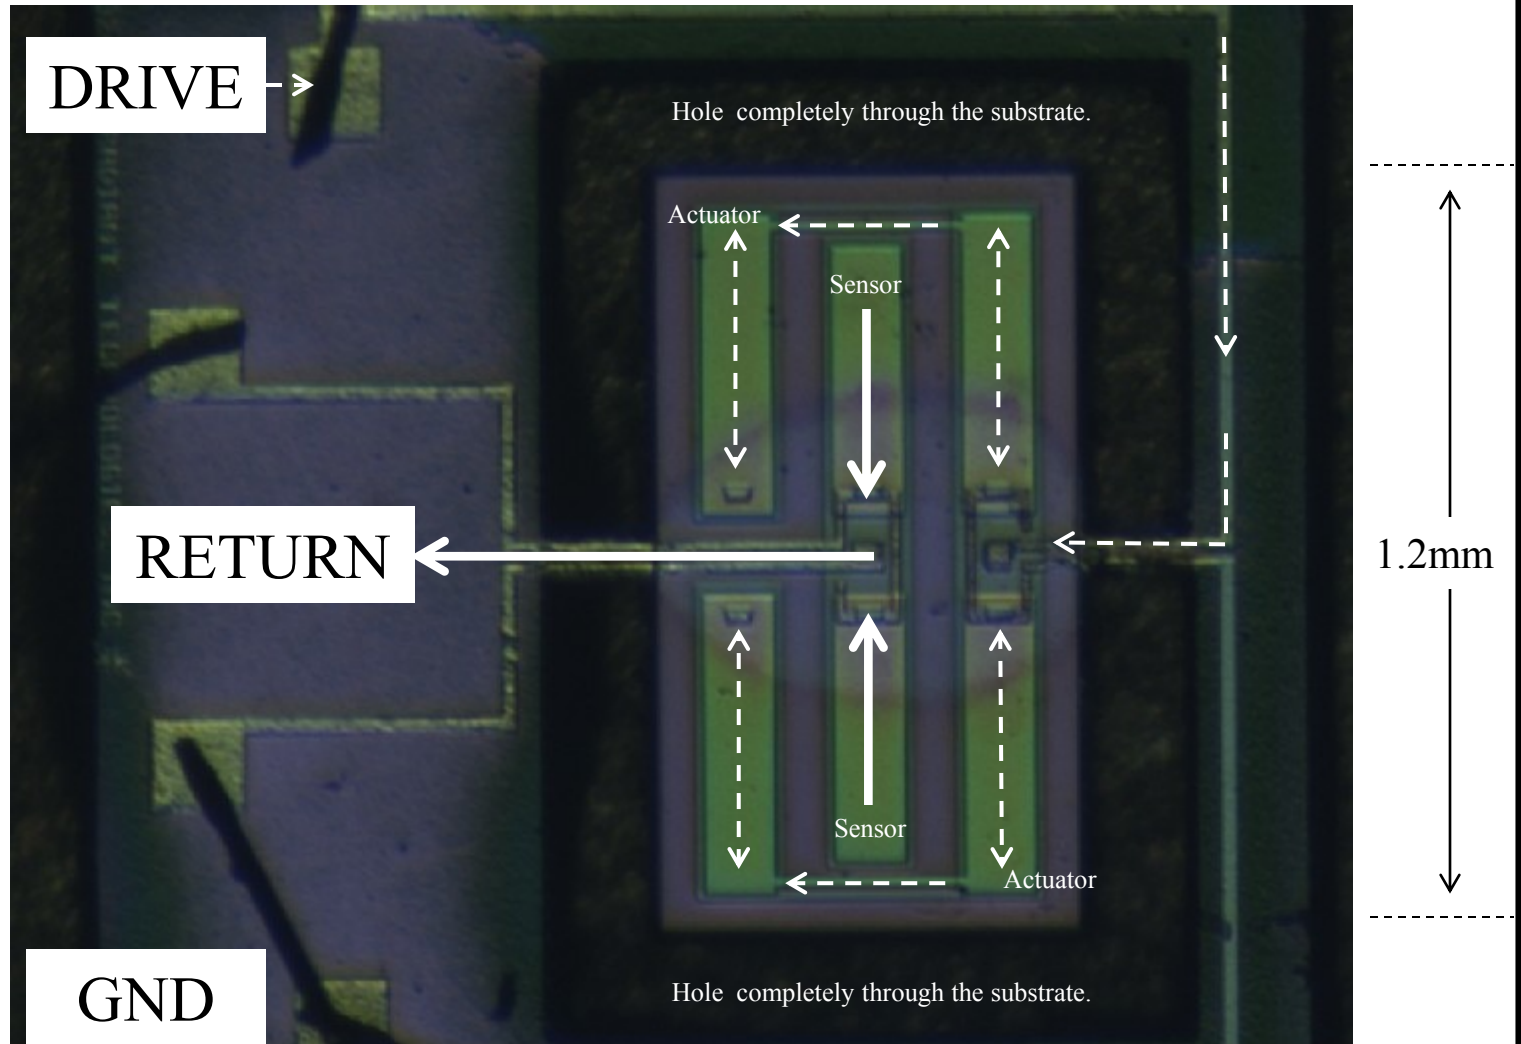 DRIVE
Hole completely through the substrate.
Actuator
Sensor
RETURN
1.2mm
Sensor
Actuator
GND
Hole completely through the substrate.